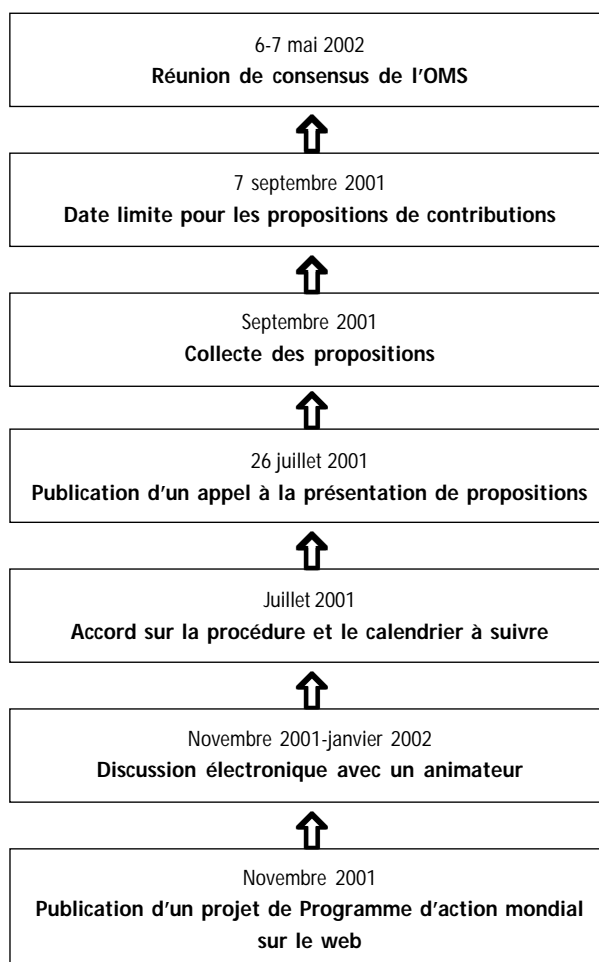 6-7 mai 2002
Réunion de consensus de l'OMS
7 septembre 2001
Date limite pour les propositions de contributions
Septembre 2001
Collecte des propositions
26 juillet 2001
Publication d'un appel à la présentation de propositions
Juillet 2001
Accord sur la procédure et le calendrier à suivre
Novembre 2001-janvier 2002
Discussion électronique avec un animateur
Novembre 2001
Publication d'un projet de Programme d'action mondial
sur le web